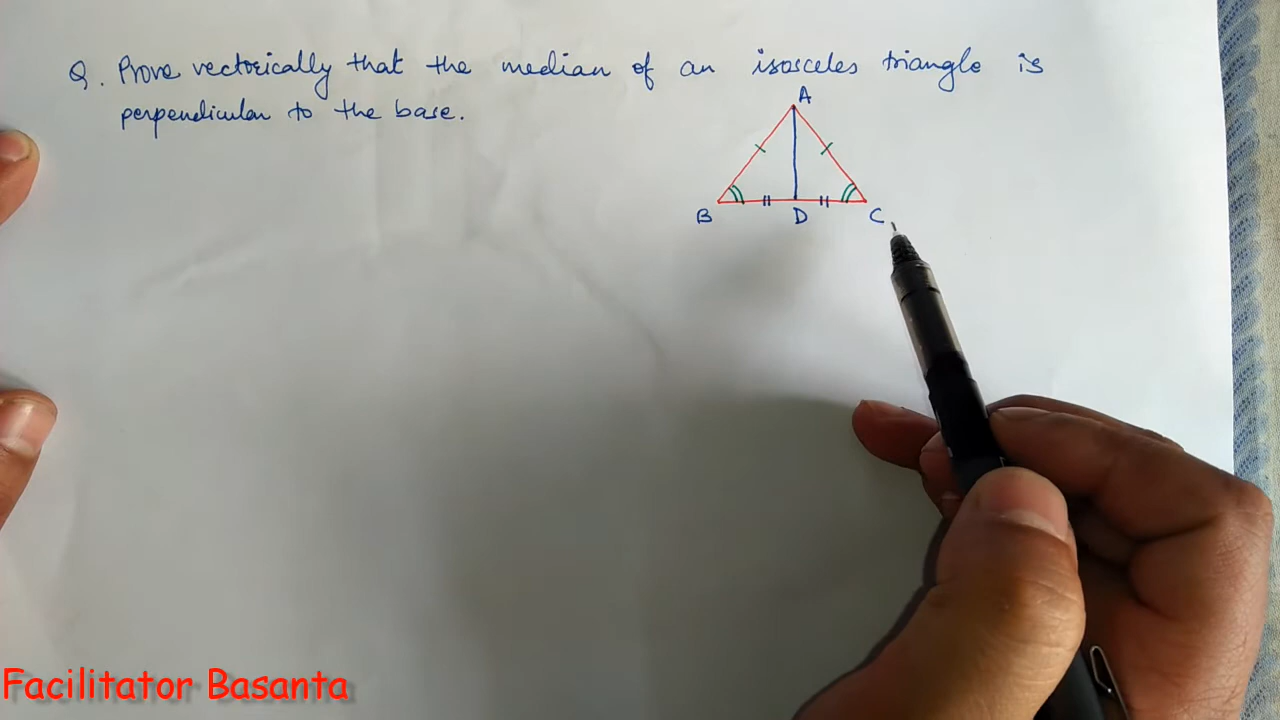 Q. Prove vectorically that the median of an isosceles triangle is
perpendicular to the base.
A
B D C
Facilitator Basanta